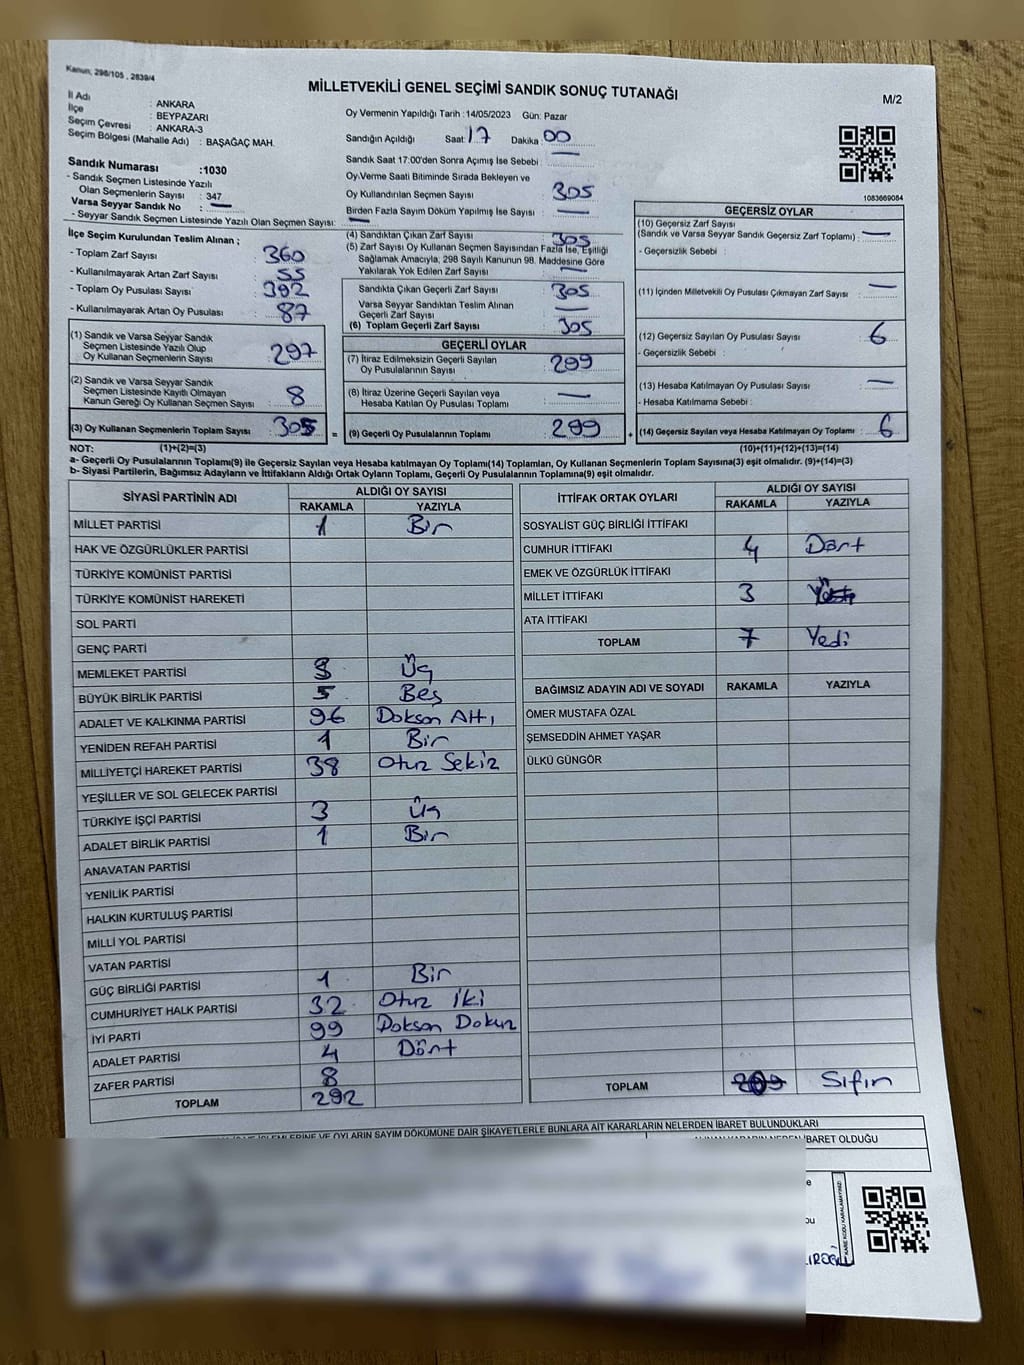 Kanun; 298/105 , 2839/4
MİLLETVEKİLİ GENEL SEÇİMİ SANDIK SONUÇ TUTANAĞI
M/2
İl Adı : ANKARA
İlçe : BEYPAZARI
Seçim Çevresi : ANKARA-3
Seçim Bölgesi (Mahalle Adı) : BAŞAĞAÇ MAH.
Sandık Numarası :1030
- Sandık Seçmen Listesinde Yazılı
Olan Seçmenlerin Sayısı : 347
Varsa Seyyar Sandık No : —
- Seyyar Sandık Seçmen Listesinde Yazılı Olan Seçmen Sayısı: —
Oy Vermenin Yapıldığı Tarih :14/05/2023 Gün: Pazar
Sandığın Açıldığı Saat : 17 Dakika : 00
Sandık Saat 17:00'den Sonra Açımış İse Sebebi : —
Oy Verme Saati Bitiminde Sırada Bekleyen ve
Oy Kullandırılan Seçmen Sayısı 305
Birden Fazla Sayım Döküm Yapılmış İse Sayısı : —
1083669084
İlçe Seçim Kurulundan Teslim Alınan ;
- Toplam Zarf Sayısı : 360
- Kullanılmayarak Artan Zarf Sayısı : 55
- Toplam Oy Pusulası Sayısı : 392
- Kullanılmayarak Artan Oy Pusulası : 87
(1) Sandık ve Varsa Seyyar Sandık
Seçmen Listesinde Yazılı Olup
Oy Kullanan Seçmenlerin Sayısı : 297
(2) Sandık ve Varsa Seyyar Sandık
Seçmen Listesinde Kayıtlı Olmayan
Kanun Gereği Oy Kullanan Seçmen Sayısı : 8
(3) Oy Kullanan Seçmenlerin Toplam Sayısı : 305
(4) Sandıktan Çıkan Zarf Sayısı : 305
(5) Zarf Sayısı Oy Kullanan Seçmen Sayısından Fazla İse, Eşitliği
Sağlamak Amacıyla, 298 Sayılı Kanunun 98. Maddesine Göre
Yakılarak Yok Edilen Zarf Sayısı : —
Sandıkta Çıkan Geçerli Zarf Sayısı : 305
Varsa Seyyar Sandıktan Teslim Alınan
Geçerli Zarf Sayısı : —
(6) Toplam Geçerli Zarf Sayısı : 305
GEÇERLİ OYLAR
(7) İtiraz Edilmeksizin Geçerli Sayılan
Oy Pusulasının Sayısı : 299
(8) İtiraz Üzerine Geçerli Sayılan veya
Hesaba Katılan Oy Pusulası Toplamı : —
= (9) Geçerli Oy Pusulalarının Toplamı : 299
GEÇERSİZ OYLAR
(10) Geçersiz Zarf Sayısı
(Sandık ve Varsa Seyyar Sandık Geçersiz Zarf Toplamı) : —
- Geçersizlik Sebebi :
(11) İçinden Milletvekili Oy Pusulası Çıkmayan Zarf Sayısı : —
(12) Geçersiz Sayılan Oy Pusulası Sayısı : 6
- Geçersizlik Sebebi :
(13) Hesaba Katılmayan Oy Pusulası Sayısı : —
- Hesaba Katılmama Sebebi :
+ (14) Geçersiz Sayılan veya Hesaba Katılmayan Oy Toplamı : 6
NOT: (1)+(2)=(3) (10)+(11)+(12)+(13)=(14)
a- Geçerli Oy Pusulalarının Toplamı(9) ile Geçersiz Sayılan veya Hesaba katılmayan Oy Toplamı(14) Toplamları, Oy Kullanan Seçmenlerin Toplam Sayısına(3) eşit olmalıdır. (9)+(14)=(3)
b- Siyasi Partilerin, Bağımsız Adayların ve İttifakların Aldığı Ortak Oyların Toplamı, Geçerli Oy Pusulalarının Toplamına(9) eşit olmalıdır.
SİYASİ PARTİNİN ADI ALDIĞI OY SAYISI
RAKAMLA YAZIYLA
MİLLET PARTİSİ 1 Bir
HAK VE ÖZGÜRLÜKLER PARTİSİ
TÜRKİYE KOMÜNİST PARTİSİ
TÜRKİYE KOMÜNİST HAREKETİ
SOL PARTİ
GENÇ PARTİ
MEMLEKET PARTİSİ 3 Üç
BÜYÜK BİRLİK PARTİSİ 5 Beş
ADALET VE KALKINMA PARTİSİ 96 Doksan Altı
YENİDEN REFAH PARTİSİ 1 Bir
MİLLİYETÇİ HAREKET PARTİSİ 38 Otuz Sekiz
YEŞİLLER VE SOL GELECEK PARTİSİ
TÜRKİYE İŞÇİ PARTİSİ 3 Üç
ADALET BİRLİK PARTİSİ 1 Bir
ANAVATAN PARTİSİ
YENİLİK PARTİSİ
HALKIN KURTULUŞ PARTİSİ
MİLLİ YOL PARTİSİ
VATAN PARTİSİ
GÜÇ BİRLİĞİ PARTİSİ 1 Bir
CUMHURİYET HALK PARTİSİ 32 Otuz İki
İYİ PARTİ 99 Doksan Dokuz
ADALET PARTİSİ 4 Dört
ZAFER PARTİSİ 8
TOPLAM 292
İTTİFAK ORTAK OYLARI ALDIĞI OY SAYISI
RAKAMLA YAZIYLA
SOSYALİST GÜÇ BİRLİĞİ İTTİFAKI
CUMHUR İTTİFAKI 4 Dört
EMEK VE ÖZGÜRLÜK İTTİFAKI
MİLLET İTTİFAKI 3
ATA İTTİFAKI
TOPLAM 7 Yedi
BAĞIMSIZ ADAYIN ADI VE SOYADI RAKAMLA YAZIYLA
ÖMER MUSTAFA ÖZAL
ŞEMSEDDİN AHMET YAŞAR
ÜLKÜ GÜNGÖR
TOPLAM Sıfır
İŞLEMLERİNE VE OYLARIN SAYIM DÖKÜMÜNE DAİR ŞİKAYETLERLE BUNLARA AİT KARARLARIN NELERDEN İBARET BULUNDUKLARI
ALINAN KARARIN NEDEN İBARET OLDUĞU
KARE KODU KARALAMAYINIZ!